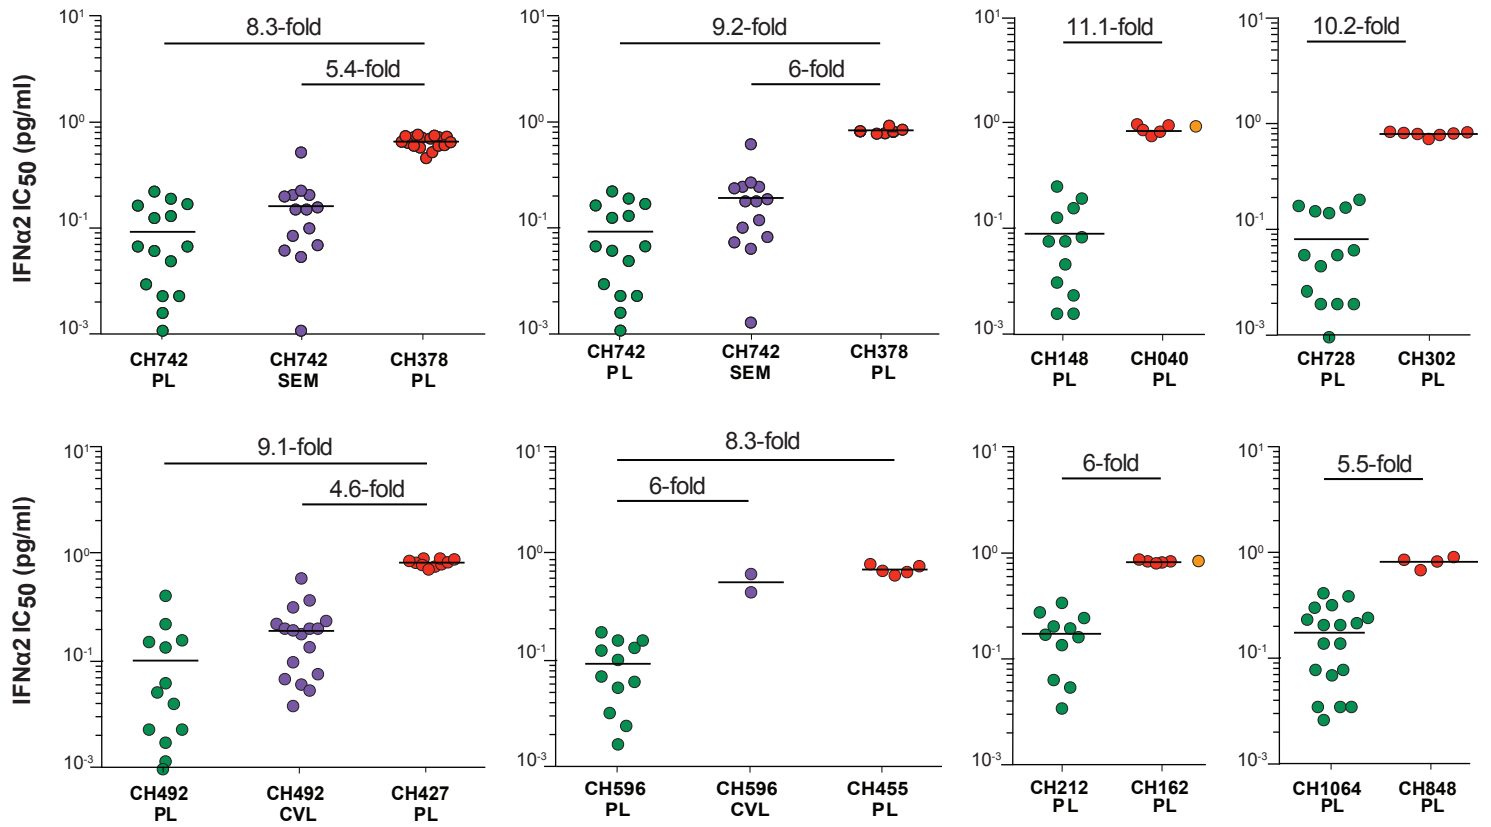 IFNα2 IC50 (pg/ml)
10^1
10^0
10^-1
10^-3
8.3-fold
5.4-fold
CH742 PL
CH742 SEM
CH378 PL
10^1
10^0
10^-1
10^-3
9.2-fold
6-fold
CH742 PL
CH742 SEM
CH378 PL
10^1
10^0
10^-1
10^-3
11.1-fold
CH148 PL
CH040 PL
10^1
10^0
10^-1
10^-3
10.2-fold
CH728 PL
CH302 PL
IFNα2 IC50 (pg/ml)
10^1
10^0
10^-1
10^-3
9.1-fold
4.6-fold
CH492 PL
CH492 CVL
CH427 PL
10^1
10^0
10^-1
10^-3
8.3-fold
6-fold
CH596 PL
CH596 CVL
CH455 PL
10^1
10^0
10^-1
10^-3
6-fold
CH212 PL
CH162 PL
10^1
10^0
10^-1
10^-3
5.5-fold
CH1064 PL
CH848 PL